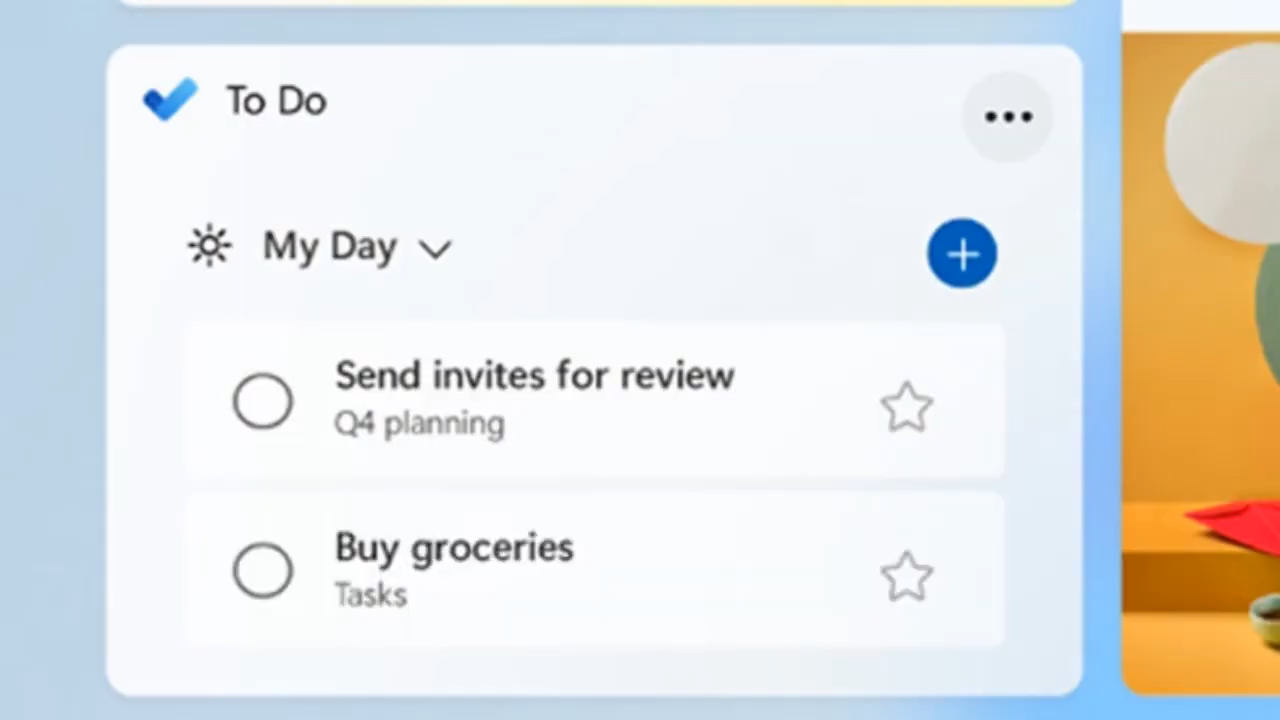 To Do
My Day
Send invites for review
Q4 planning
Buy groceries
Tasks